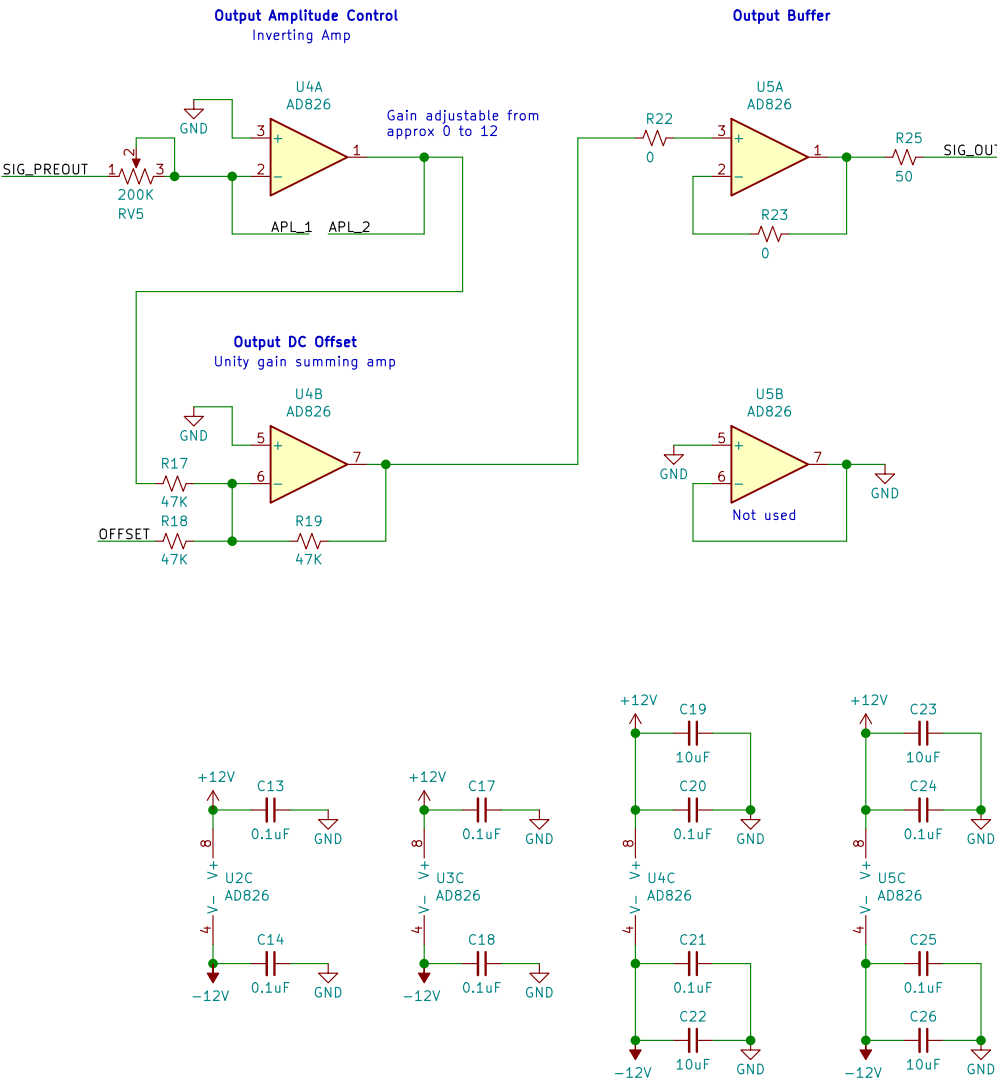 Output Amplitude Control
Inverting Amp
Output Buffer
U4A
AD826
GND
3
+
2
−
1
Gain adjustable from
approx 0 to 12
SIG_PREOUT
1
2
3
200K
RV5
APL_1
APL_2
R22
0
U5A
AD826
3
+
2
−
1
R25
50
SIG_OUT
R23
0
Output DC Offset
Unity gain summing amp
U4B
AD826
GND
5
+
6
−
7
R17
47K
R18
47K
OFFSET
R19
47K
U5B
AD826
GND
5
+
6
−
7
GND
Not used
+12V
C13
0.1uF
GND
8
V+
U2C
AD826
V-
4
C14
0.1uF
GND
-12V
+12V
C17
0.1uF
GND
8
V+
U3C
AD826
V-
4
C18
0.1uF
GND
-12V
+12V
C19
10uF
C20
0.1uF
GND
8
V+
U4C
AD826
V-
4
C21
0.1uF
C22
10uF
GND
-12V
+12V
C23
10uF
C24
0.1uF
GND
8
V+
U5C
AD826
V-
4
C25
0.1uF
C26
10uF
GND
-12V